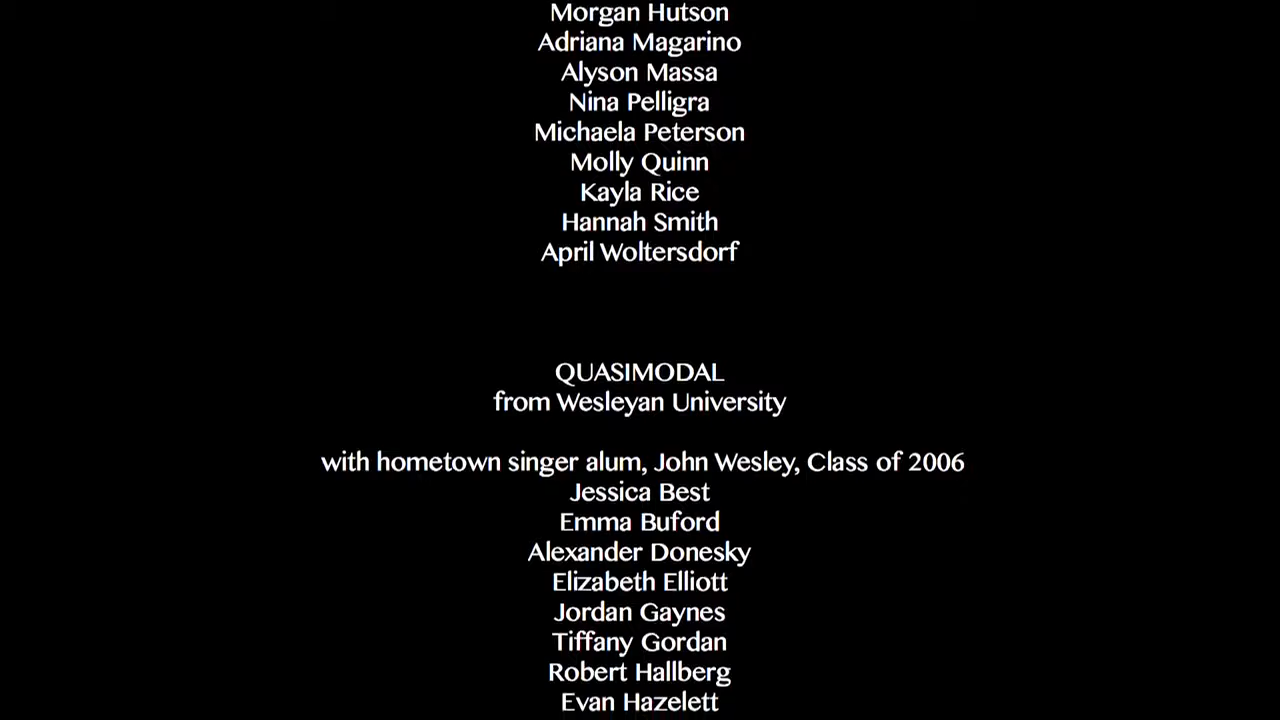 Morgan Hutson
Adriana Magarino
Alyson Massa
Nina Pelligra
Michaela Peterson
Molly Quinn
Kayla Rice
Hannah Smith
April Woltersdorf
QUASIMODAL
from Wesleyan University
with hometown singer alum, John Wesley, Class of 2006
Jessica Best
Emma Buford
Alexander Donesky
Elizabeth Elliott
Jordan Gaynes
Tiffany Gordan
Robert Hallberg
Evan Hazelett